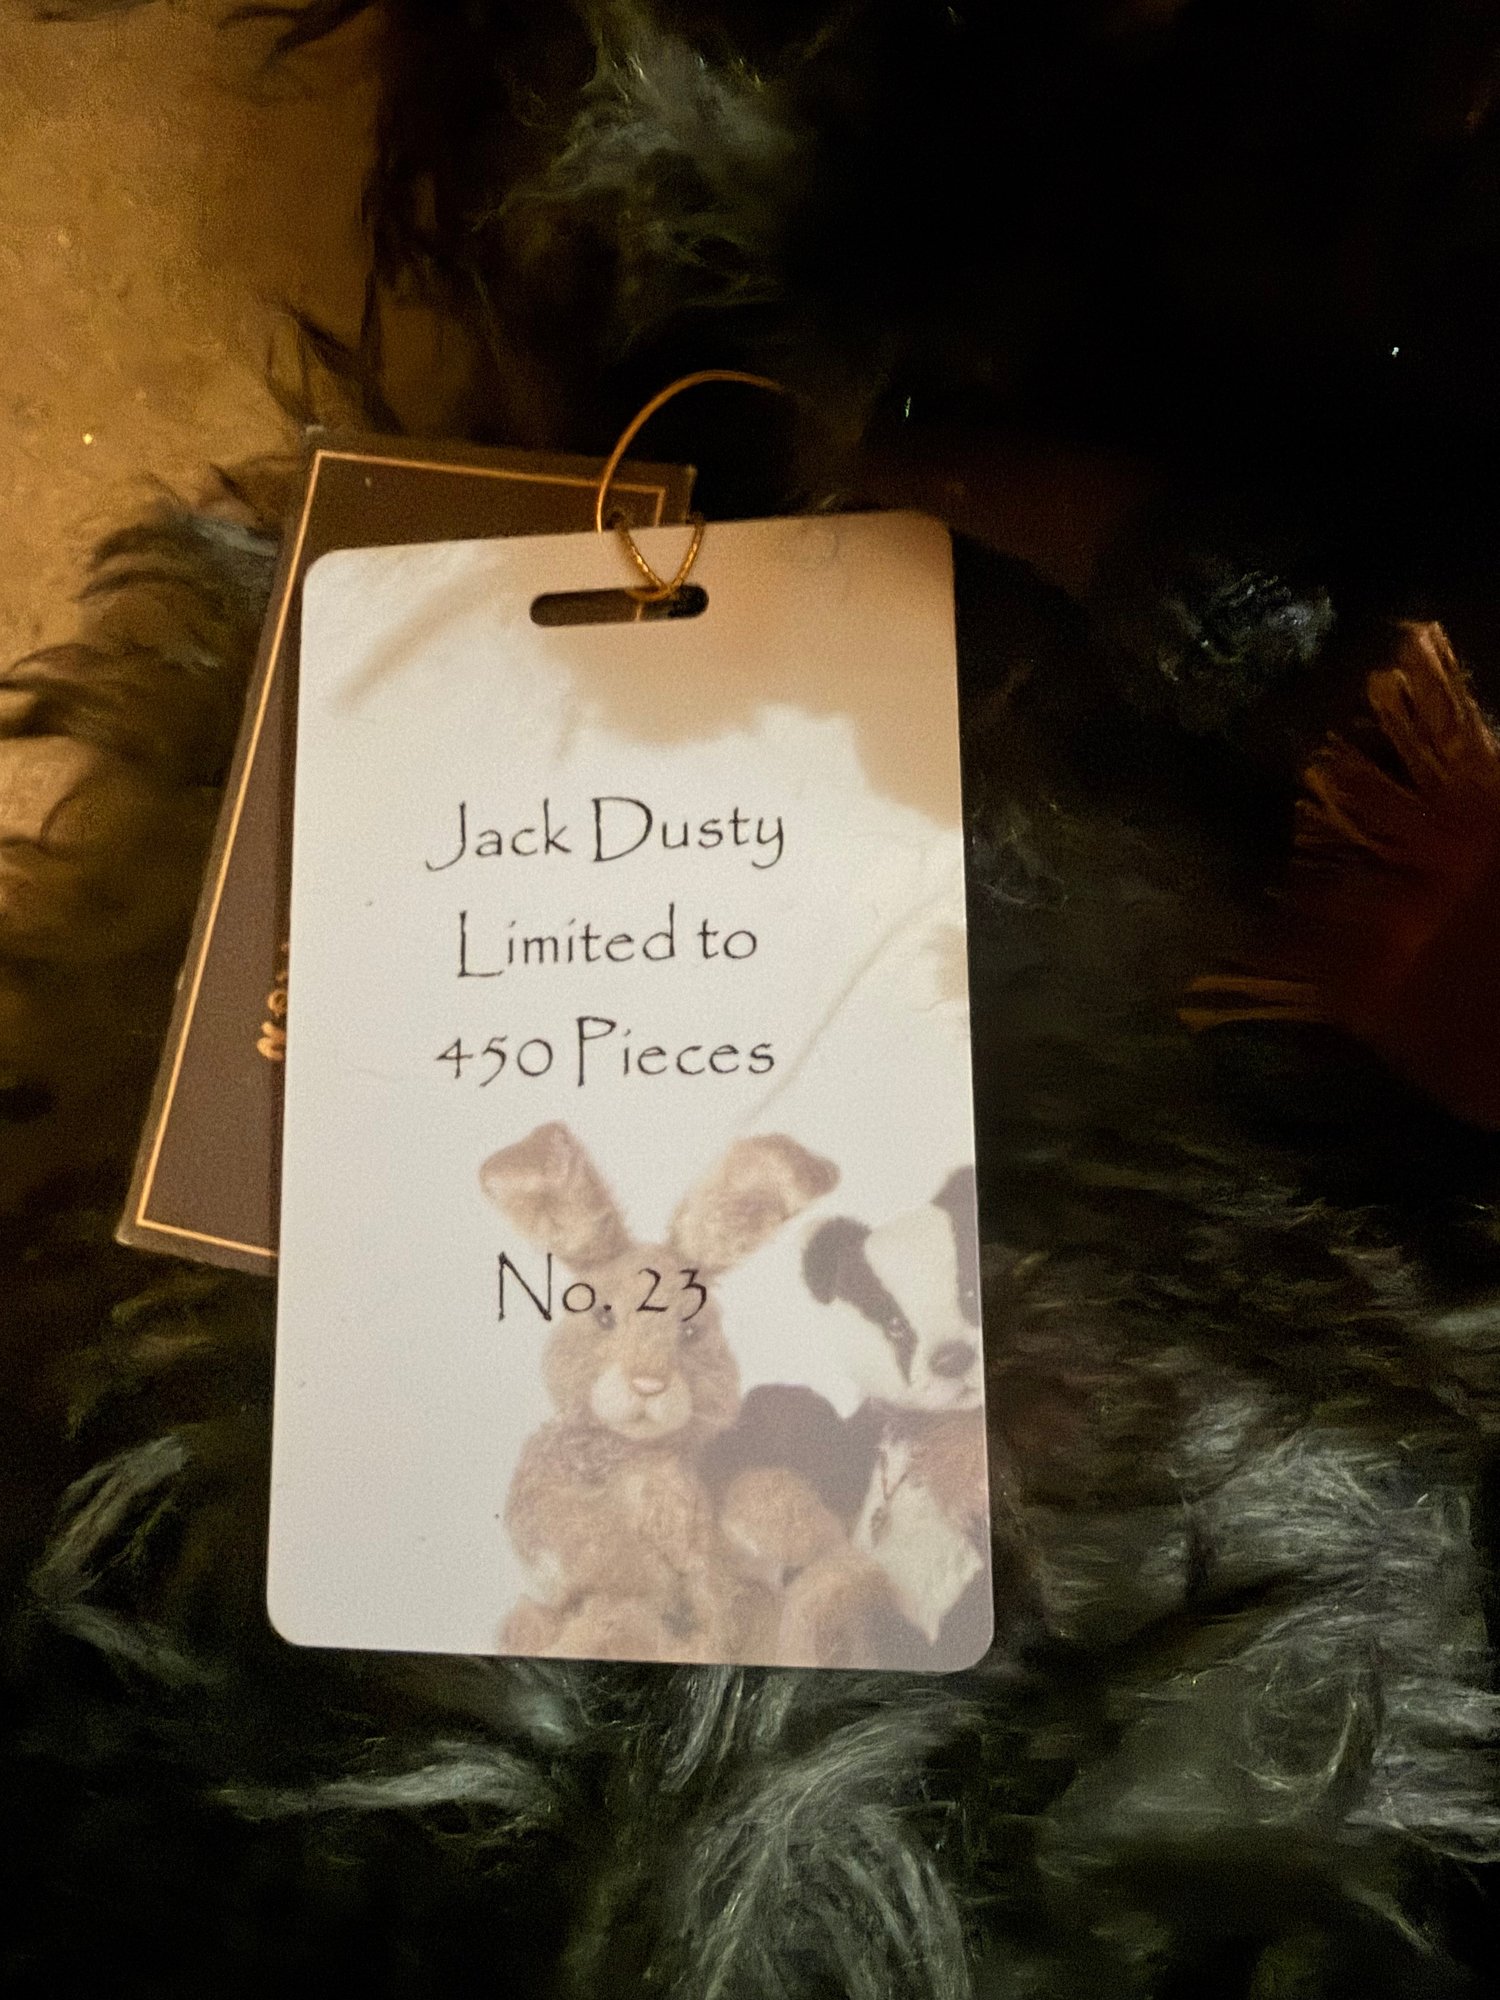 Jack Dusty
Limited to
450 Pieces
No. 23